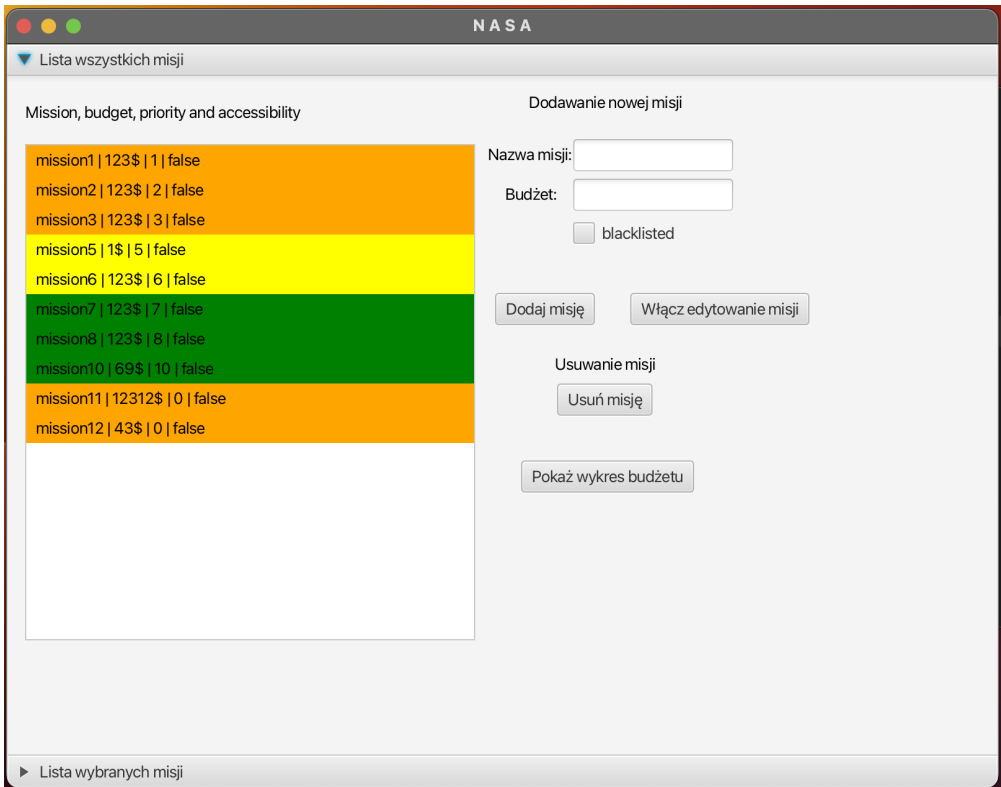 NASA
Lista wszystkich misji
Mission, budget, priority and accessibility
mission1 | 123$ | 1 | false
mission2 | 123$ | 2 | false
mission3 | 123$ | 3 | false
mission5 | 1$ | 5 | false
mission6 | 123$ | 6 | false
mission7 | 123$ | 7 | false
mission8 | 123$ | 8 | false
mission10 | 69$ | 10 | false
mission11 | 12312$ | 0 | false
mission12 | 43$ | 0 | false
Dodawanie nowej misji
Nazwa misji:
Budżet:
blacklisted
Dodaj misję
Włącz edytowanie misji
Usuwanie misji
Usuń misję
Pokaż wykres budżetu
Lista wybranych misji